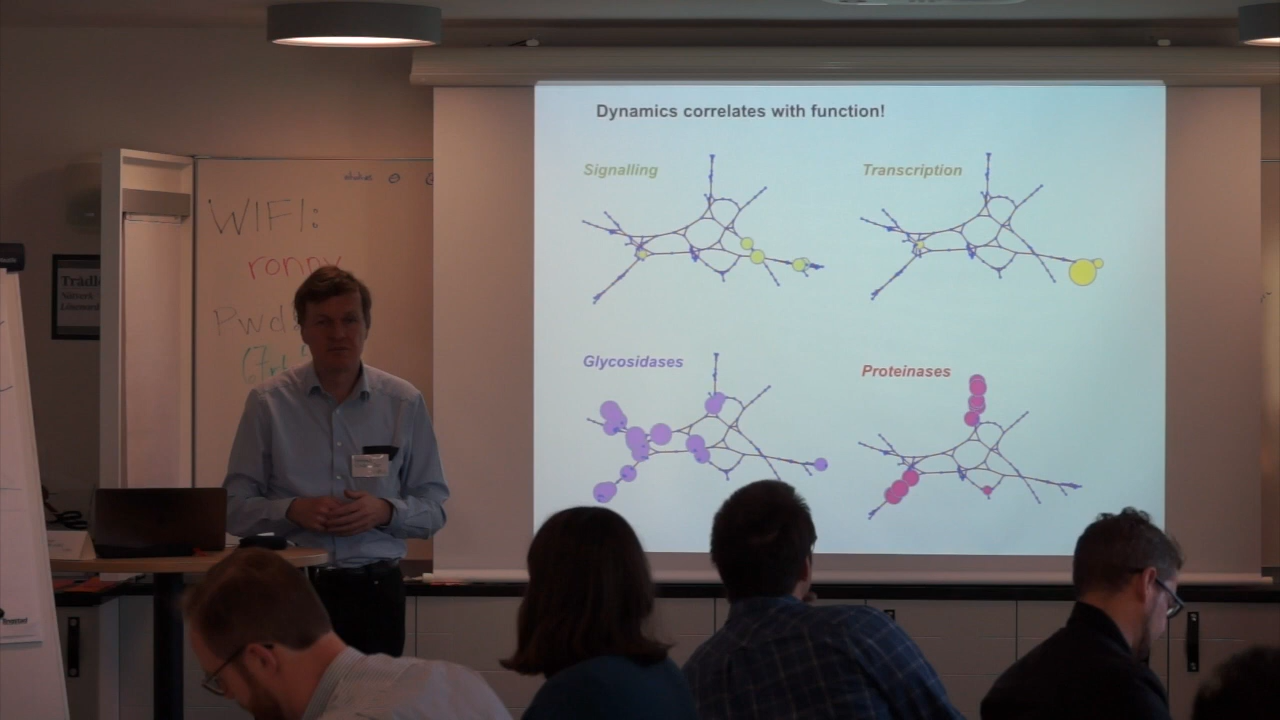 Dynamics correlates with function!
Signalling
Transcription
Glycosidases
Proteinases
WIFI:
ronny
Pwd: